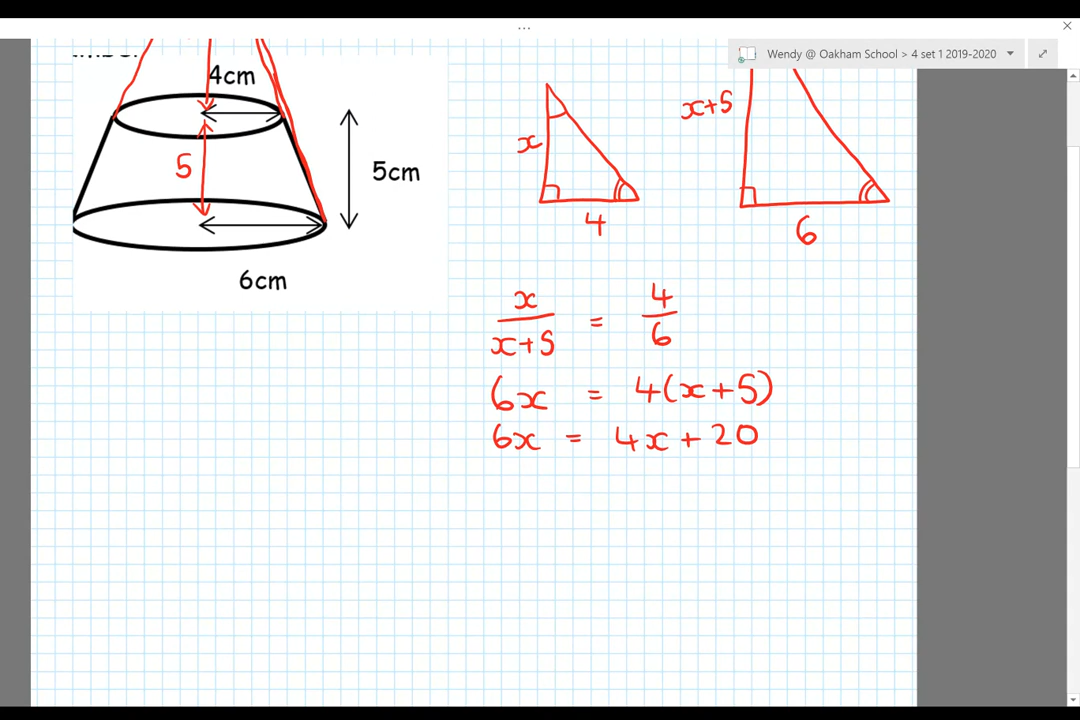 Wendy @ Oakham School > 4 set 1 2019-2020
4cm
5
5cm
6cm
x
4
x+5
6
x/(x+5) = 4/6
6x = 4(x+5)
6x = 4x + 20